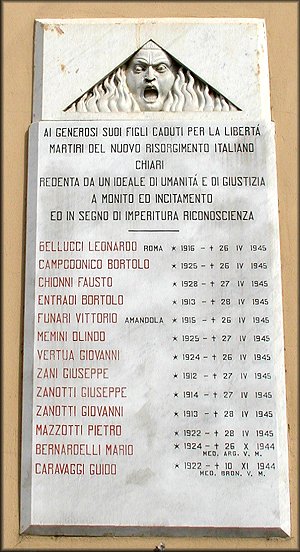 AI GENEROSI SUOI FIGLI CADUTI PER LA LIBERTÁ
MARTIRI DEL NUOVO RISORGIMENTO ITALIANO
CHIARI
REDENTA DA UN IDEALE DI UMANITÁ E DI GIUSTIZIA
A MONITO ED INCITAMENTO
ED IN SEGNO DI IMPERITURA RICONOSCIENZA
BELLUCCI LEONARDO ROMA ★ 1916 – † 26 IV 1945
CAMPODONICO BORTOLO ★ 1925 – † 26 IV 1945
CHIONNI FAUSTO ★ 1928 – † 27 IV 1945
ENTRADI BORTOLO ★ 1913 – † 28 IV 1945
FUNARI VITTORIO AMANDOLA ★ 1915 – † 26 IV 1945
MEMINI OLINDO ★ 1925 – † 27 IV 1945
VERTUA GIOVANNI ★ 1924 – † 26 IV 1945
ZANI GIUSEPPE ★ 1912 – † 27 IV 1945
ZANOTTI GIUSEPPE ★ 1914 – † 27 IV 1945
ZANOTTI GIOVANNI ★ 1913 – † 28 IV 1945
MAZZOTTI PIETRO ★ 1922 – † 28 IV 1945
BERNARDELLI MARIO ★ 1924 – † 26 X 1944
MED. ARG. V. M.
CARAVAGGI GUIDO ★ 1922 – † 10 XI 1944
MED. BRON. V. M.